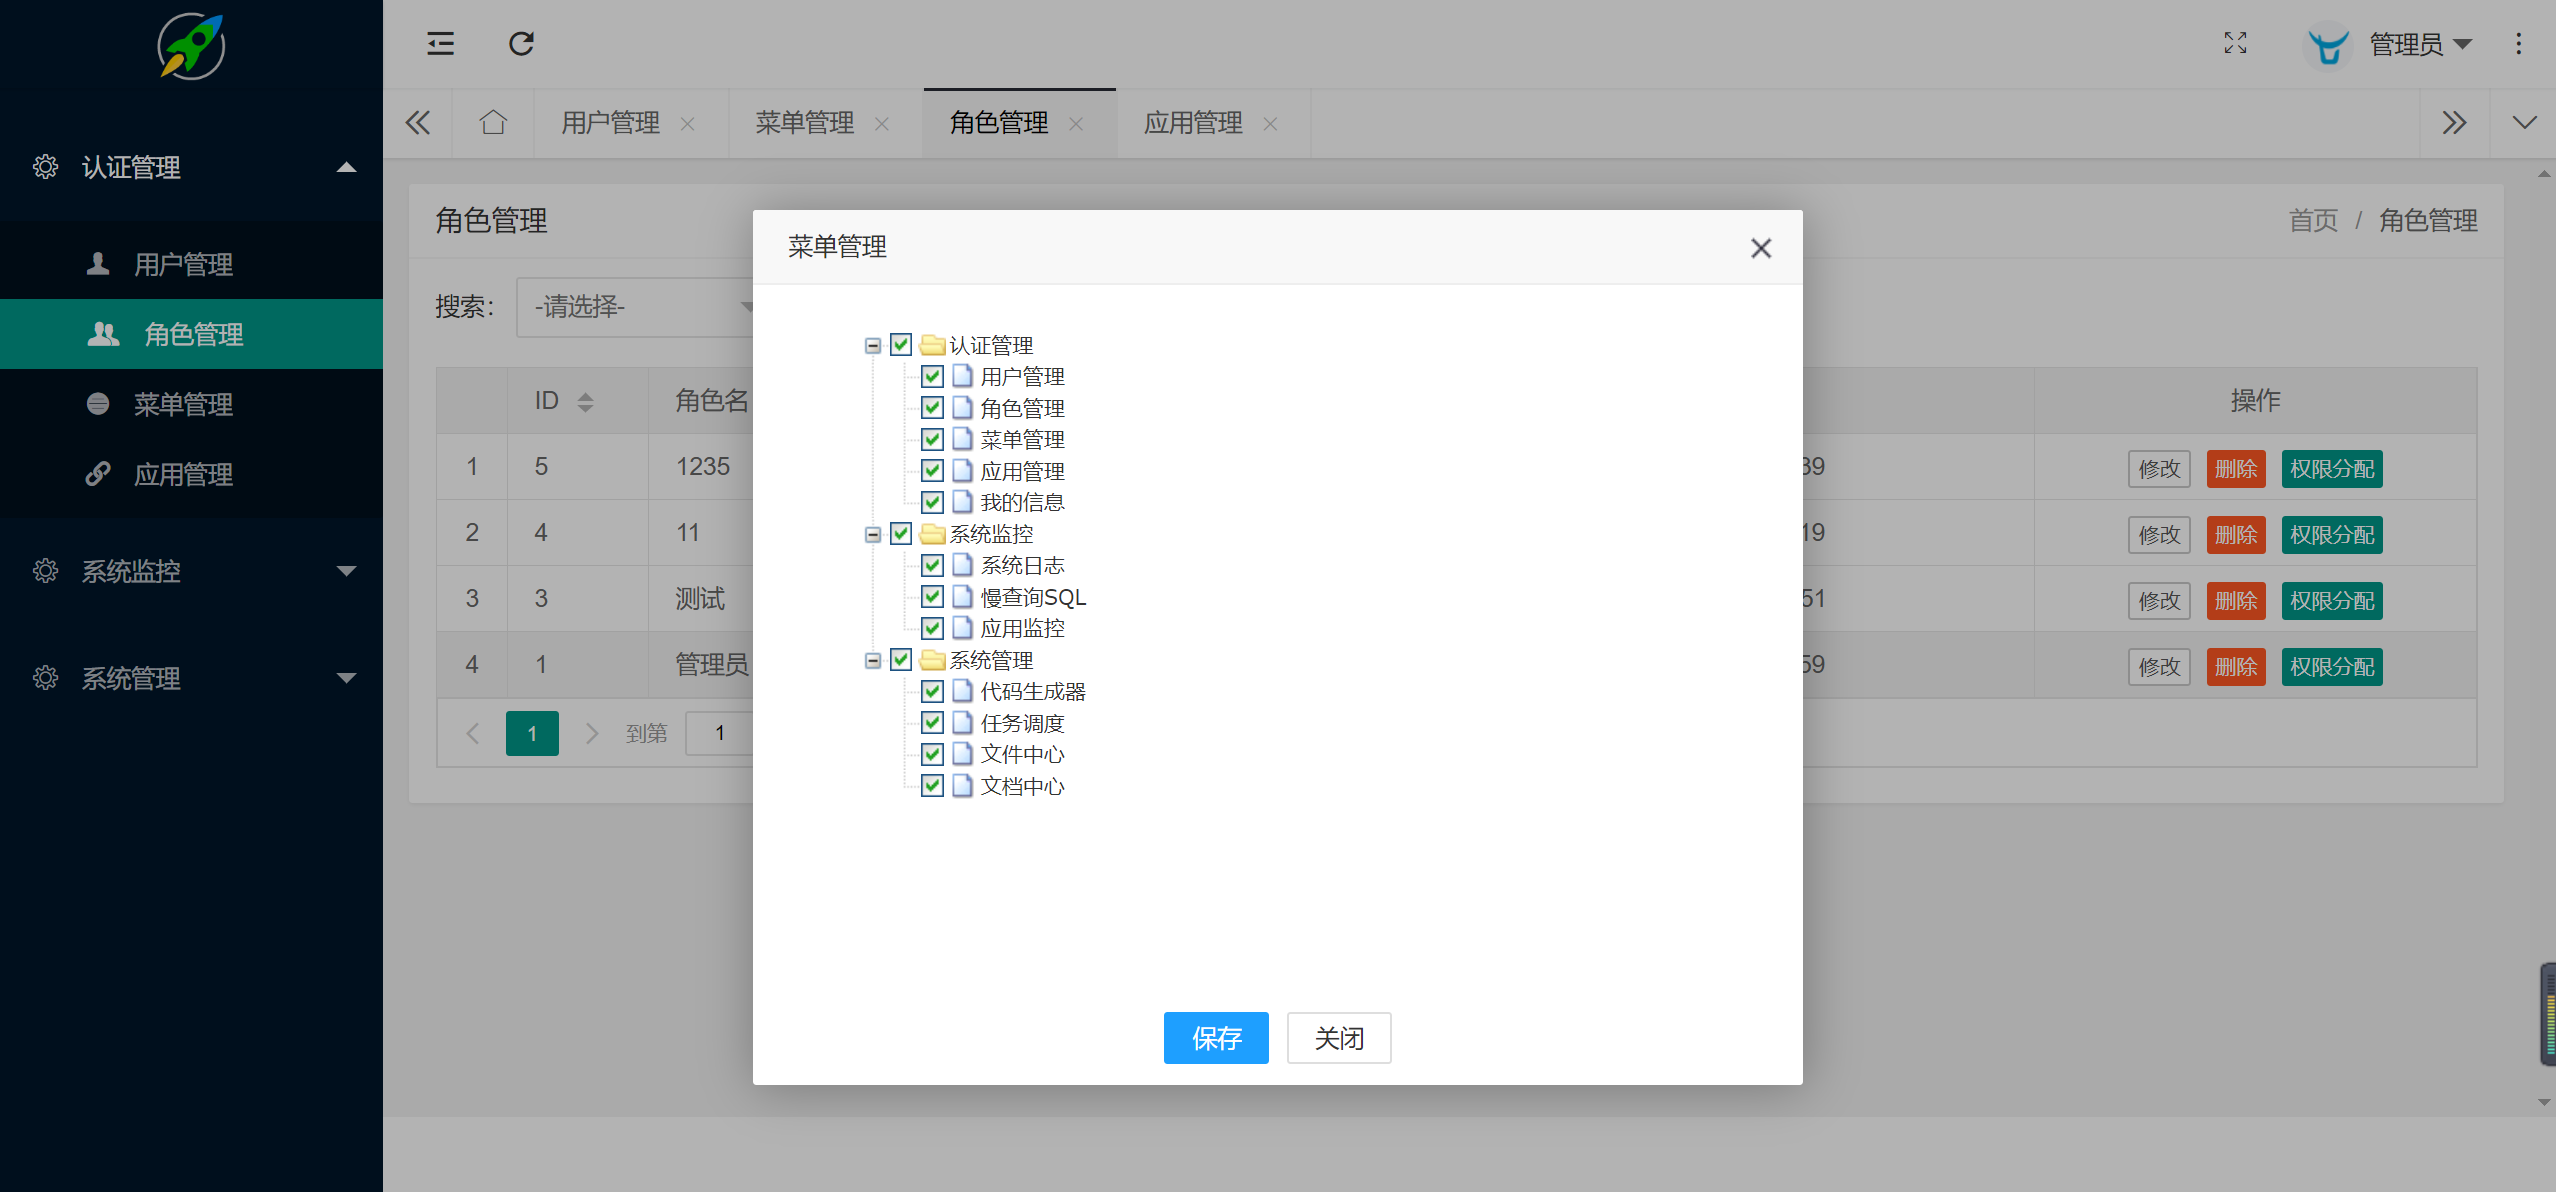 管理员
用户管理
菜单管理
角色管理
应用管理
认证管理
用户管理
角色管理
菜单管理
应用管理
系统监控
系统管理
角色管理
首页 / 角色管理
搜索：
-请选择-
ID 角色名 操作
1 5 1235 39 修改 删除 权限分配
2 4 11 19 修改 删除 权限分配
3 3 测试 51 修改 删除 权限分配
4 1 管理员 59 修改 删除 权限分配
1 到第 1
菜单管理
认证管理
用户管理
角色管理
菜单管理
应用管理
我的信息
系统监控
系统日志
慢查询SQL
应用监控
系统管理
代码生成器
任务调度
文件中心
文档中心
保存 关闭